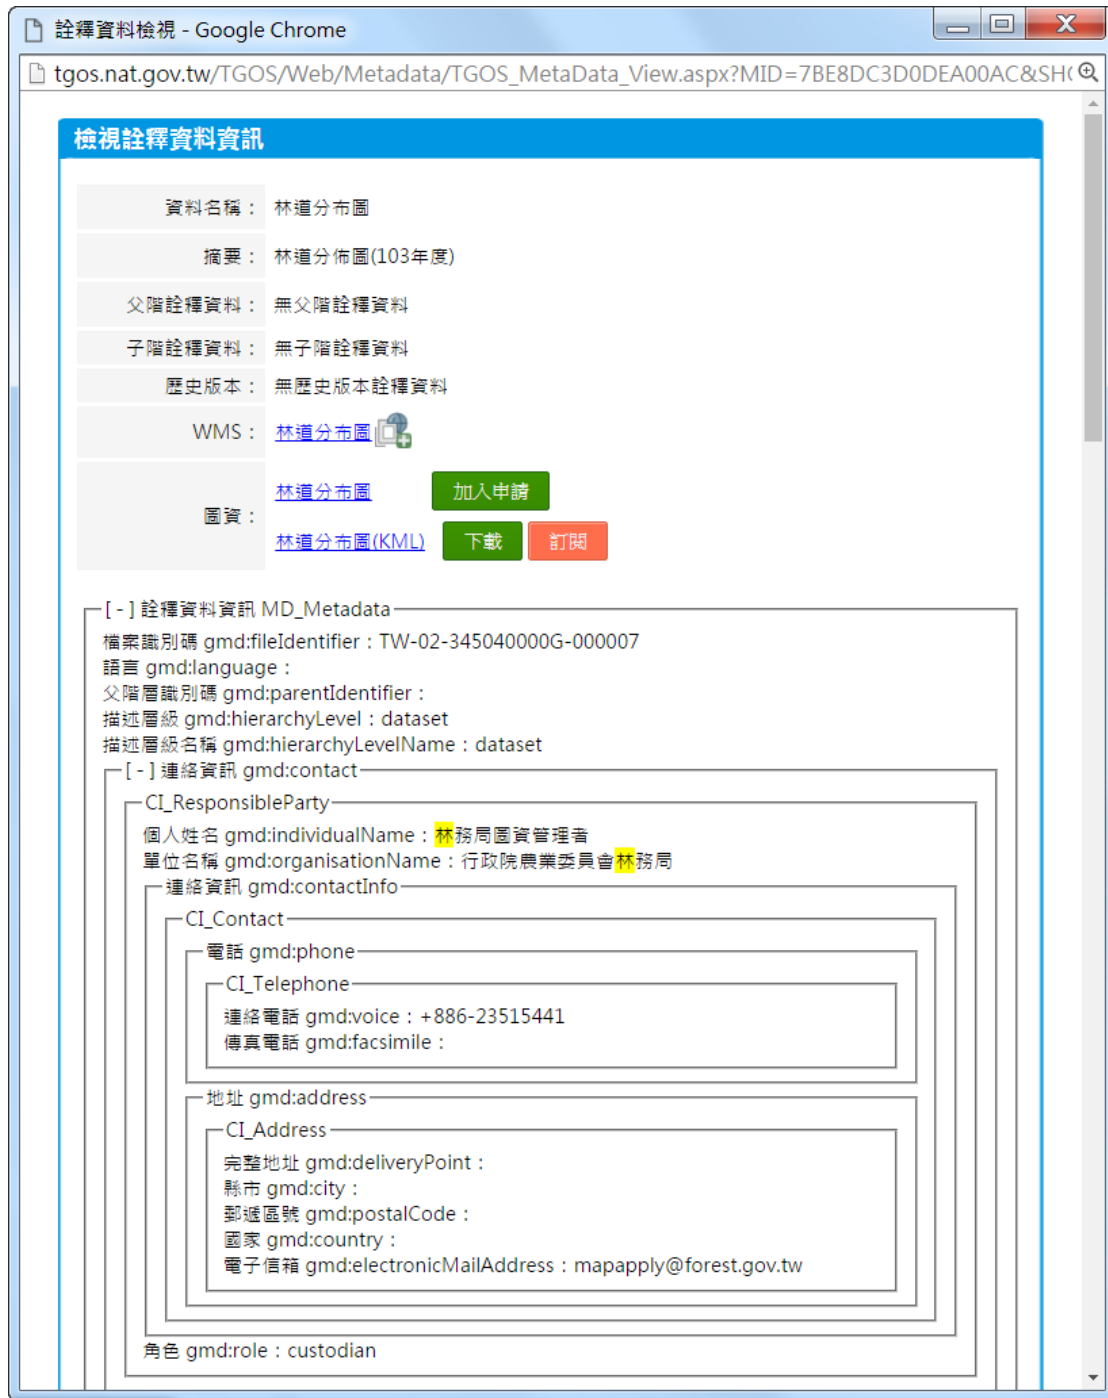 詮釋資料檢視 - Google Chrome
tgos.nat.gov.tw/TGOS/Web/Metadata/TGOS_MetaData_View.aspx?MID=7BE8DC3D0DEA00AC&SH
檢視詮釋資料資訊
資料名稱： 林道分布圖
摘要： 林道分佈圖(103年度)
父階詮釋資料： 無父階詮釋資料
子階詮釋資料： 無子階詮釋資料
歷史版本： 無歷史版本詮釋資料
WMS： 林道分布圖
圖資：
林道分布圖 加入申請
林道分布圖(KML) 下載 訂閱
[ - ] 詮釋資料資訊 MD_Metadata
檔案識別碼 gmd:fileIdentifier：TW-02-345040000G-000007
語言 gmd:language：
父階層識別碼 gmd:parentIdentifier：
描述層級 gmd:hierarchyLevel：dataset
描述層級名稱 gmd:hierarchyLevelName：dataset
[ - ] 連絡資訊 gmd:contact
CI_ResponsibleParty
個人姓名 gmd:individualName：林務局圖資管理者
單位名稱 gmd:organisationName：行政院農業委員會林務局
連絡資訊 gmd:contactInfo
CI_Contact
電話 gmd:phone
CI_Telephone
連絡電話 gmd:voice：+886-23515441
傳真電話 gmd:facsimile：
地址 gmd:address
CI_Address
完整地址 gmd:deliveryPoint：
縣市 gmd:city：
郵遞區號 gmd:postalCode：
國家 gmd:country：
電子信箱 gmd:electronicMailAddress：mapapply@forest.gov.tw
角色 gmd:role：custodian